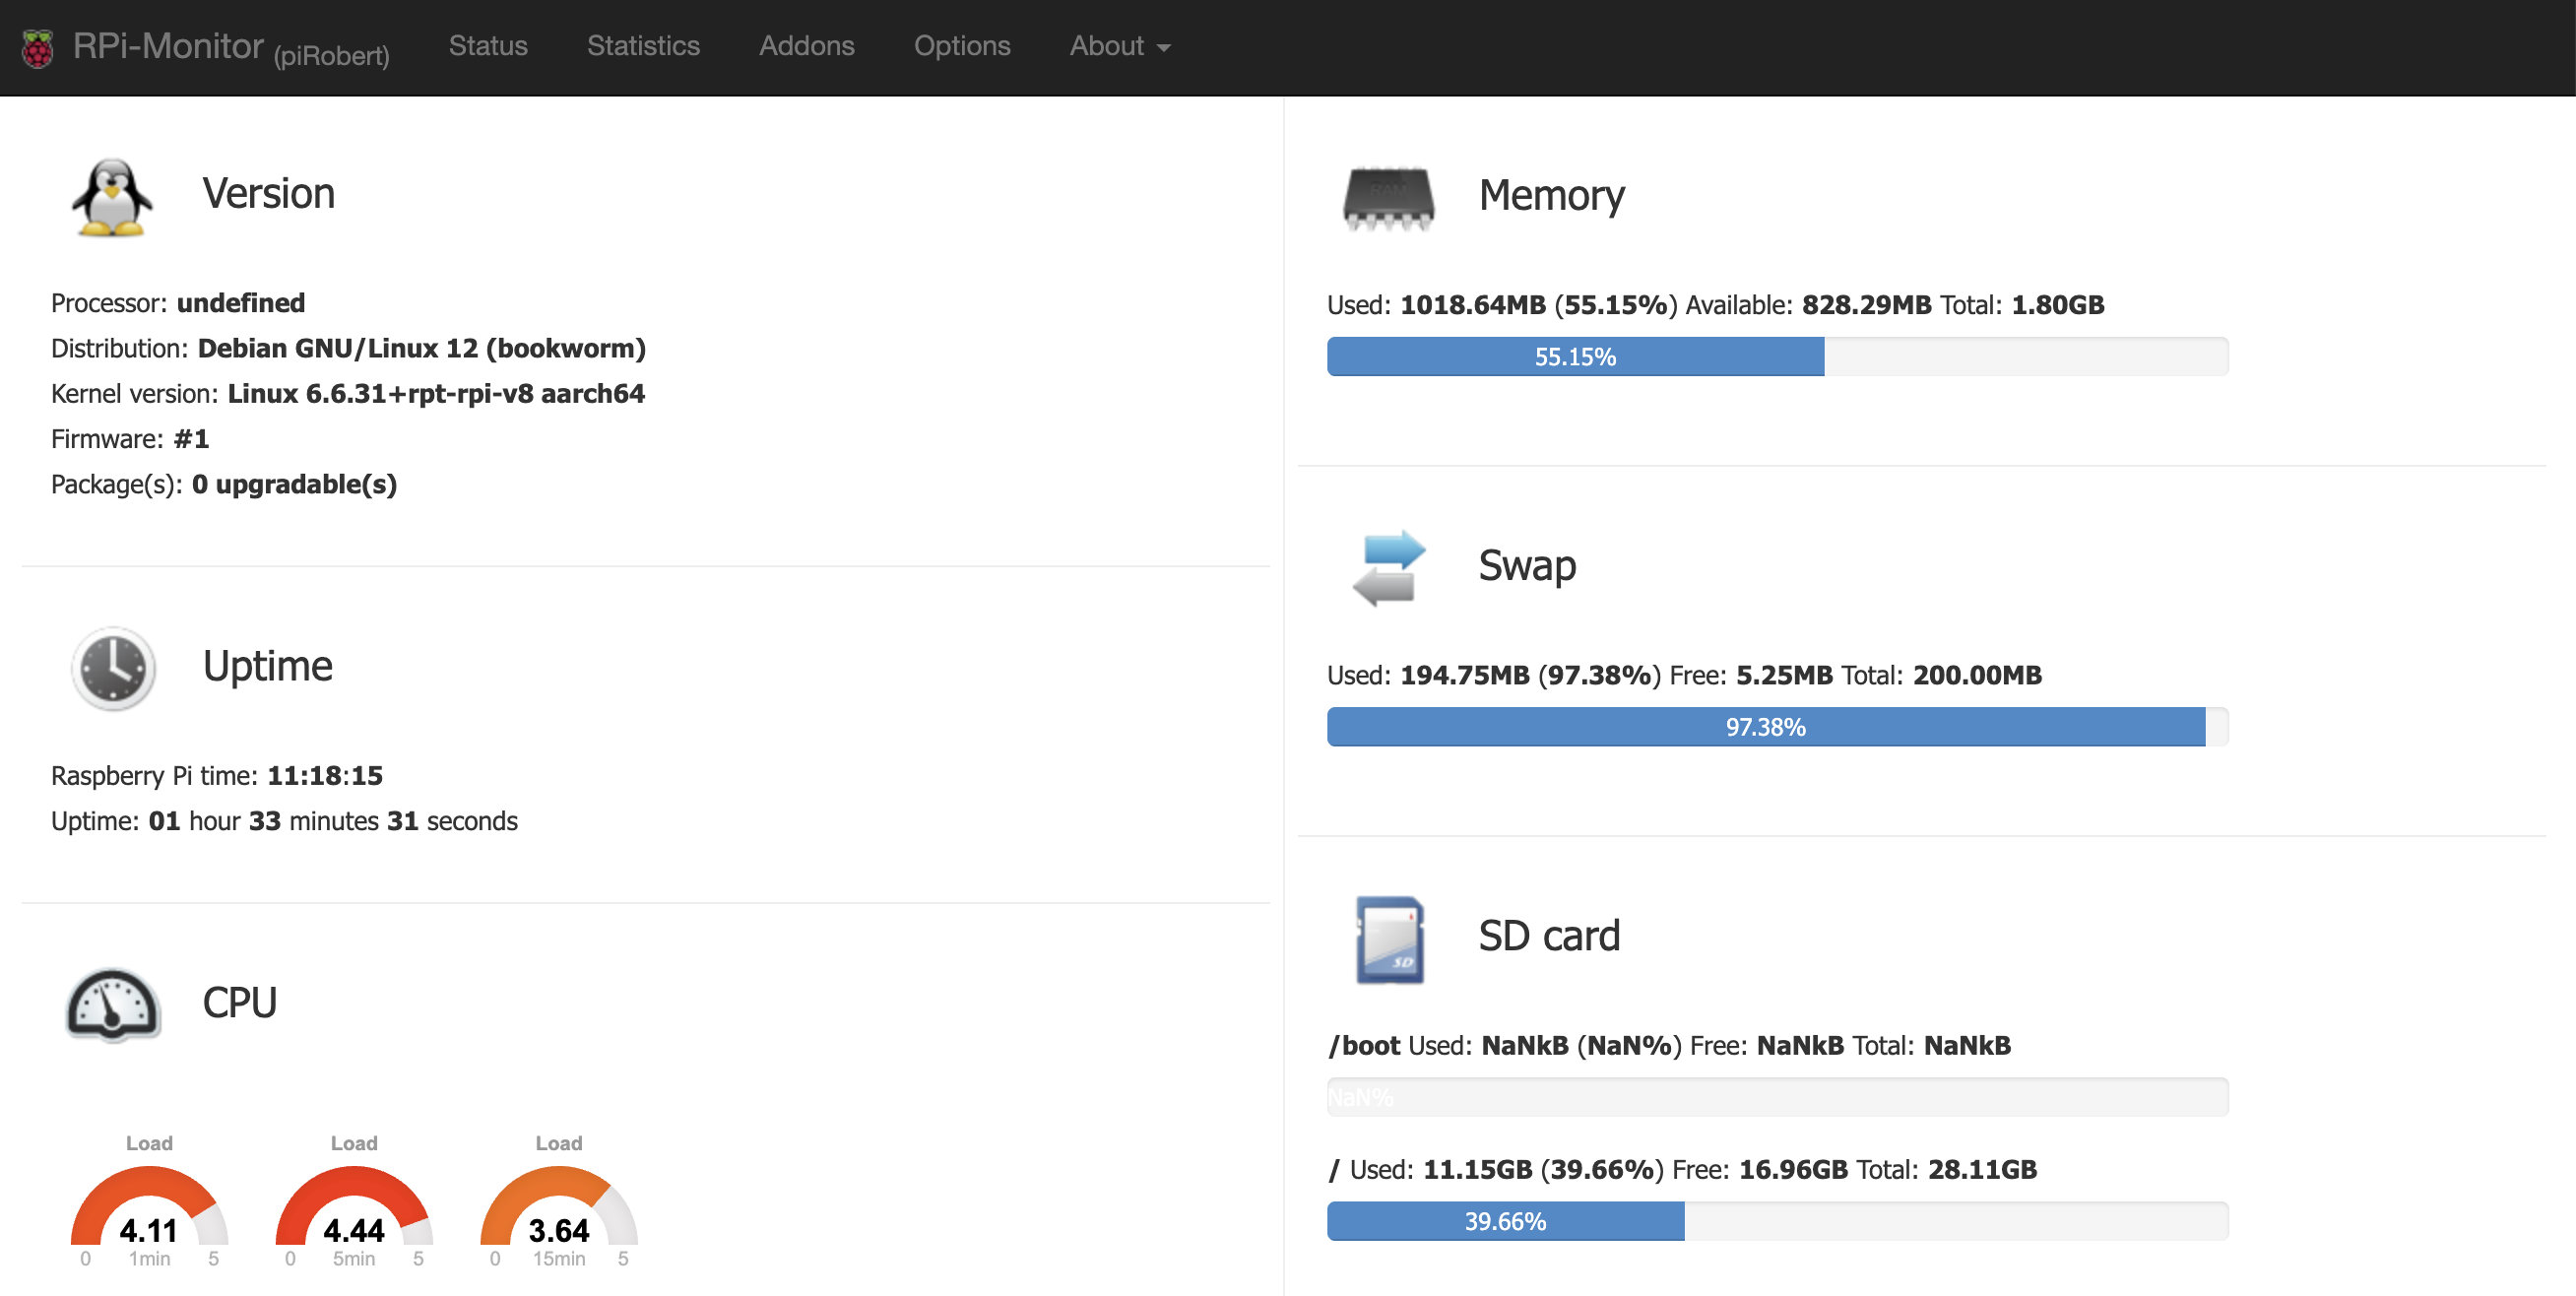 RPi-Monitor (piRobert) Status Statistics Addons Options About
Version
Processor: undefined
Distribution: Debian GNU/Linux 12 (bookworm)
Kernel version: Linux 6.6.31+rpt-rpi-v8 aarch64
Firmware: #1
Package(s): 0 upgradable(s)
Uptime
Raspberry Pi time: 11:18:15
Uptime: 01 hour 33 minutes 31 seconds
CPU
Load Load Load
4.11 4.44 3.64
0 1min 5 0 5min 5 0 15min 5
RAM
Memory
Used: 1018.64MB (55.15%) Available: 828.29MB Total: 1.80GB
55.15%
Swap
Used: 194.75MB (97.38%) Free: 5.25MB Total: 200.00MB
97.38%
SD
SD card
/boot Used: NaNkB (NaN%) Free: NaNkB Total: NaNkB
NaN%
/ Used: 11.15GB (39.66%) Free: 16.96GB Total: 28.11GB
39.66%